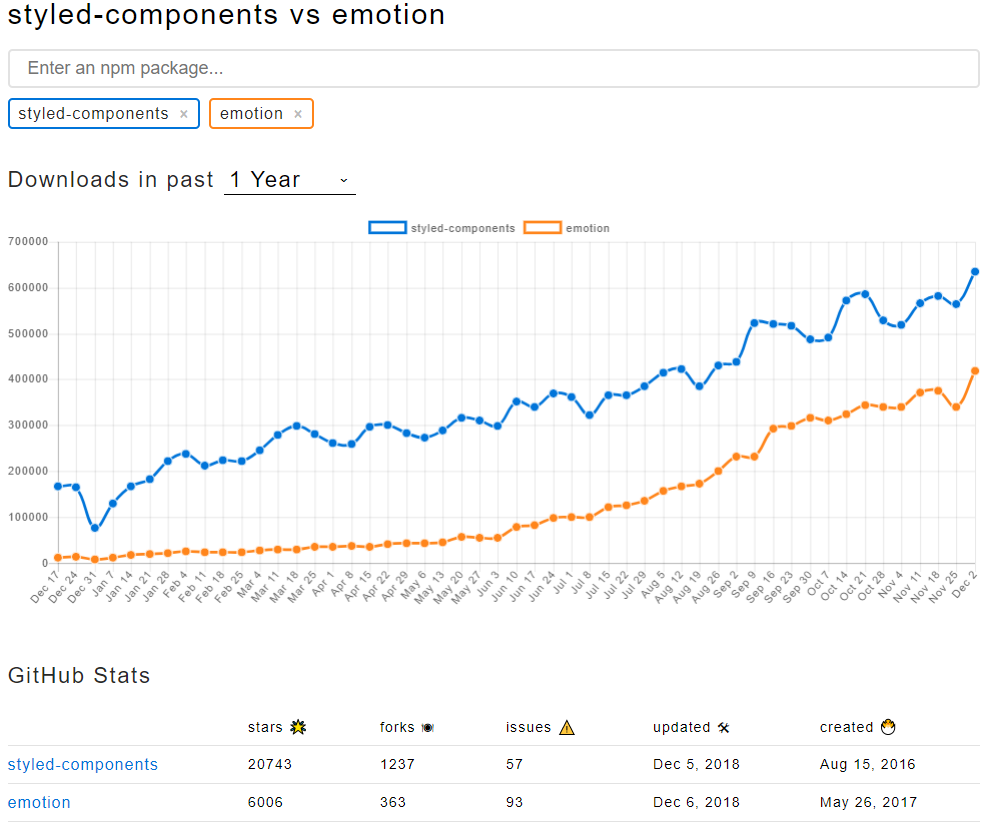 styled-components vs emotion
Enter an npm package...
styled-components × emotion ×
Downloads in past 1 Year
styled-components emotion
700000
600000
500000
400000
300000
200000
100000
0
Dec 17 Dec 24 Dec 31 Jan 7 Jan 14 Jan 21 Jan 28 Feb 4 Feb 11 Feb 18 Feb 25 Mar 4 Mar 11 Mar 18 Mar 25 Apr 1 Apr 8 Apr 15 Apr 22 Apr 29 May 6 May 13 May 20 May 27 Jun 3 Jun 10 Jun 17 Jun 24 Jul 1 Jul 8 Jul 15 Jul 22 Jul 29 Aug 5 Aug 12 Aug 19 Aug 26 Sep 2 Sep 9 Sep 16 Sep 23 Sep 30 Oct 7 Oct 14 Oct 21 Oct 28 Nov 4 Nov 11 Nov 18 Nov 25 Dec 2
GitHub Stats
stars forks issues updated created
styled-components 20743 1237 57 Dec 5, 2018 Aug 15, 2016
emotion 6006 363 93 Dec 6, 2018 May 26, 2017